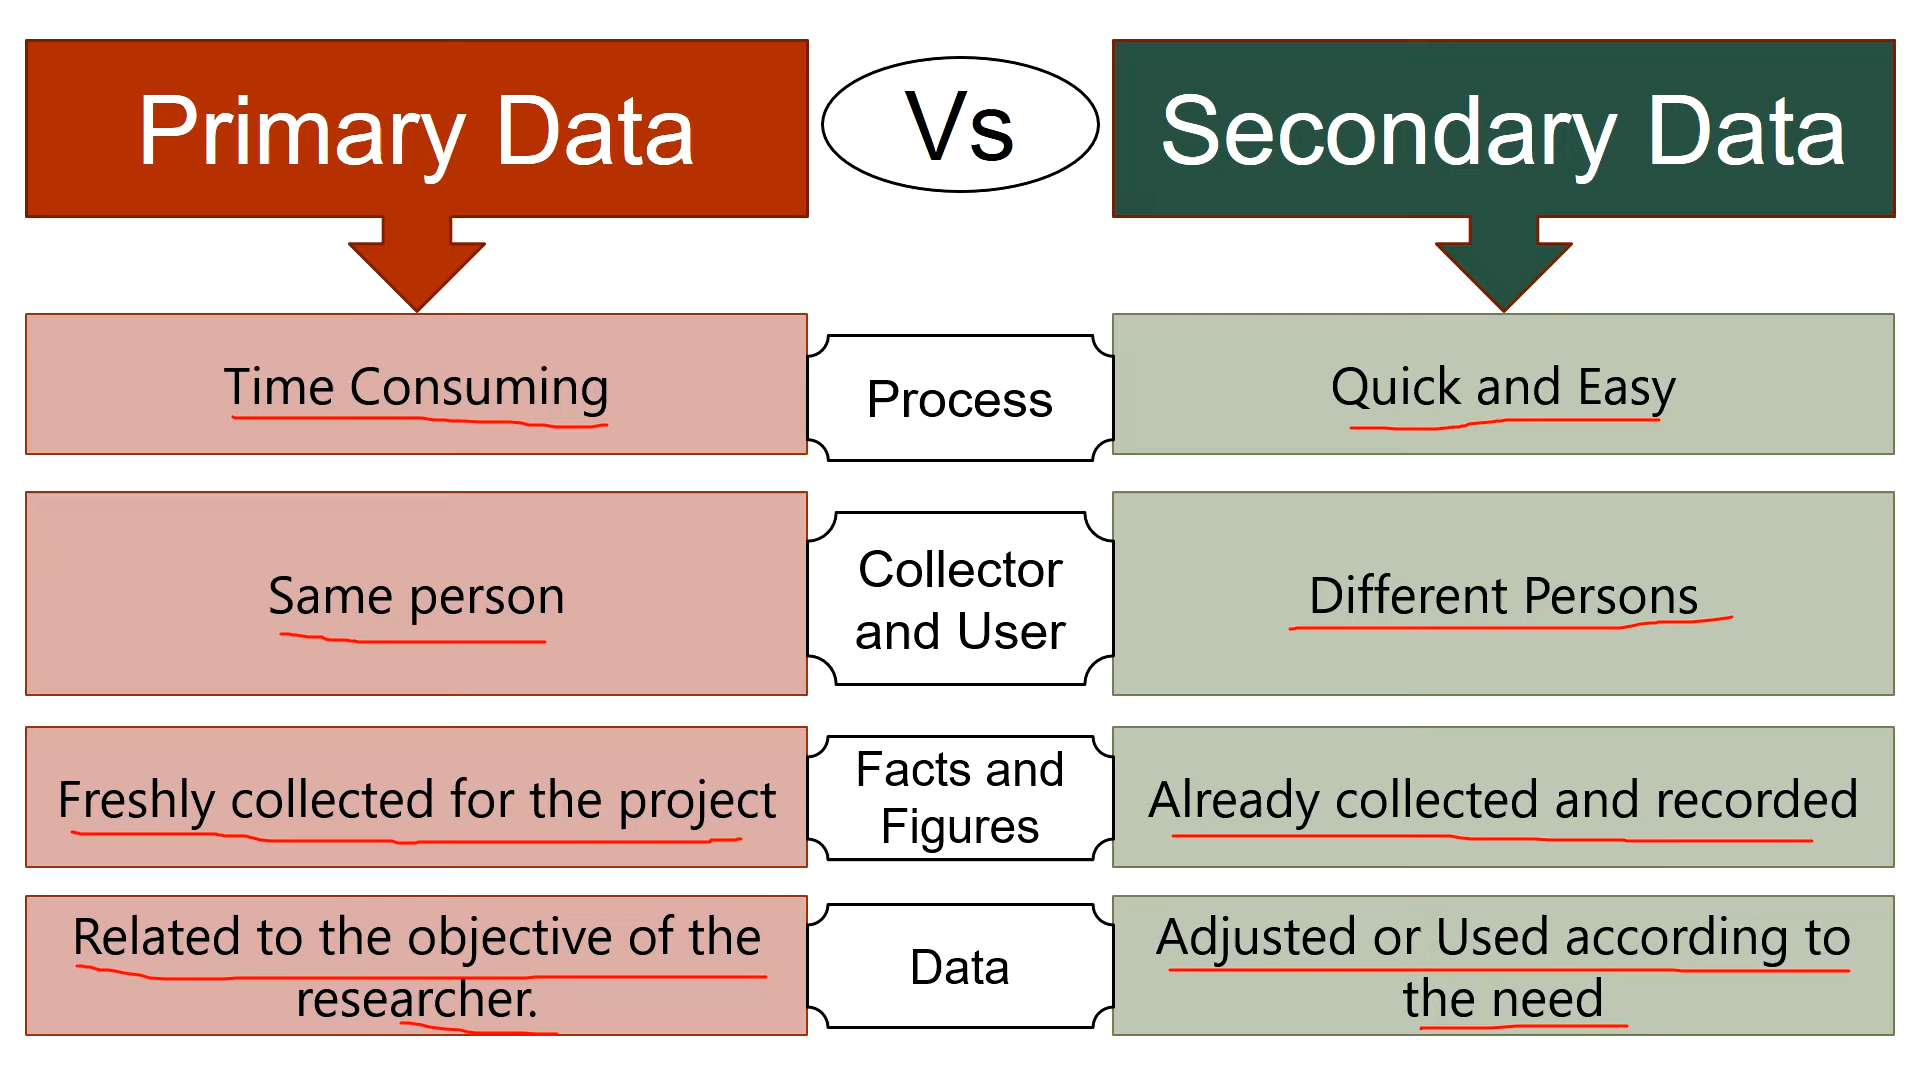 Primary Data
Vs
Secondary Data
Time Consuming
Process
Quick and Easy
Same person
Collector
and User
Different Persons
Freshly collected for the project
Facts and
Figures
Already collected and recorded
Related to the objective of the
researcher.
Data
Adjusted or Used according to
the need